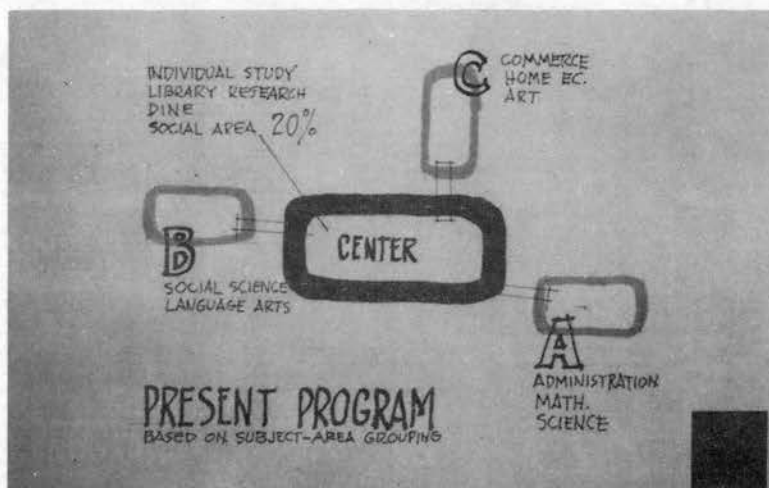 INDIVIDUAL STUDY
LIBRARY RESEARCH
DINE
SOCIAL AREA 20%
C
COMMERCE
HOME EC.
ART
CENTER
B
SOCIAL SCIENCE
LANGUAGE ARTS
A
ADMINISTRATION
MATH.
SCIENCE
PRESENT PROGRAM
BASED ON SUBJECT-AREA GROUPING